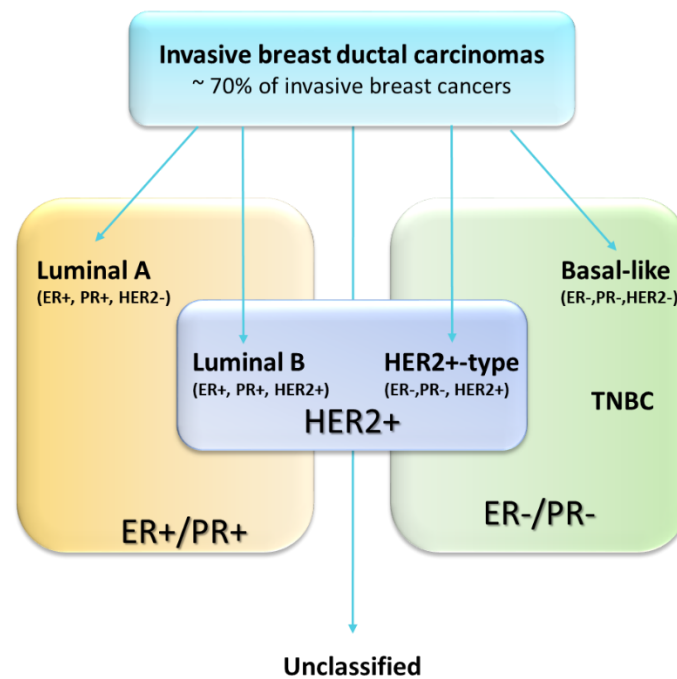 Invasive breast ductal carcinomas
~ 70% of invasive breast cancers
Luminal A
(ER+, PR+, HER2-)
Basal-like
(ER-,PR-,HER2-)
Luminal B
(ER+, PR+, HER2+)
HER2+-type
(ER-,PR-, HER2+)
HER2+
TNBC
ER+/PR+
ER-/PR-
Unclassified